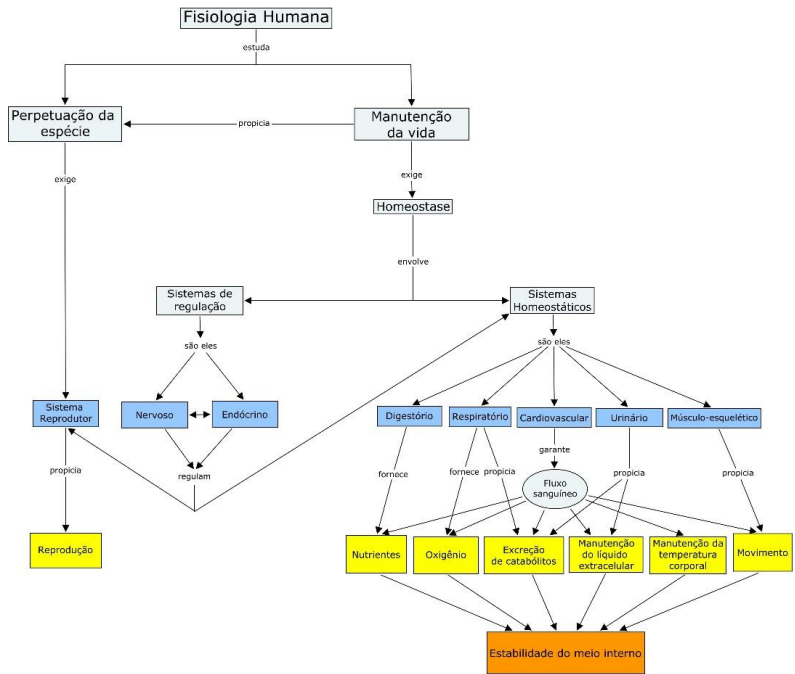 Fisiologia Humana
estuda
Perpetuação da
espécie
propicia
Manutenção
da vida
exige
exige
Homeostase
envolve
Sistemas de
regulação
Sistemas
Homeostáticos
são eles
são eles
Sistema
Reprodutor
Nervoso
Endócrino
Digestório
Respiratório
Cardiovascular
Urinário
Músculo-esquelético
propicia
regulam
garante
fornece
fornece
propicia
propicia
propicia
Fluxo
sanguíneo
Reprodução
Nutrientes
Oxigênio
Excreção
de catabólitos
Manutenção
do líquido
extracelular
Manutenção da
temperatura
corporal
Movimento
Estabilidade do meio interno